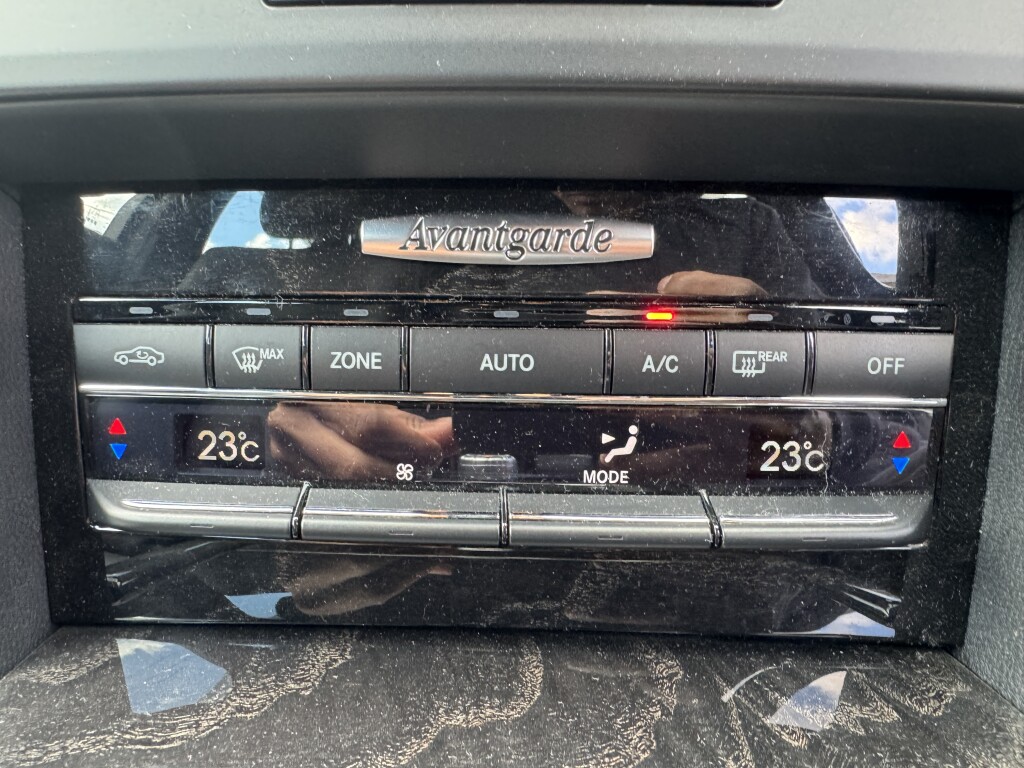 Avantgarde
MAX ZONE AUTO A/C REAR OFF
23°C 23°C
MODE